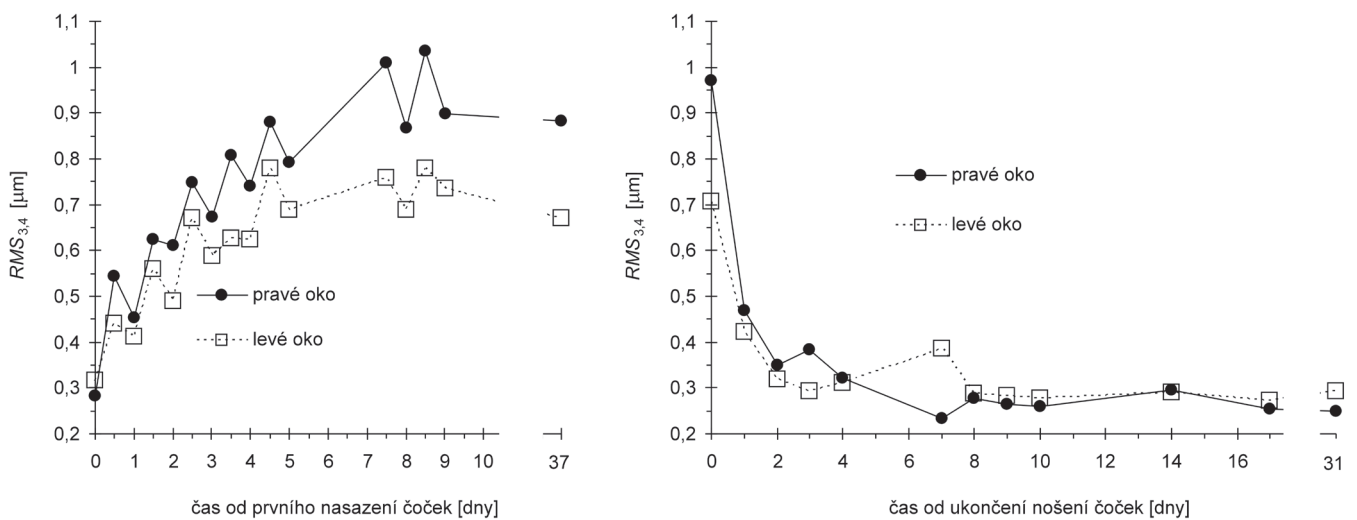 1,1
1
0,9
0,8
0,7
0,6
0,5
0,4
0,3
0,2
RMS3,4 [µm]
pravé oko
levé oko
0 1 2 3 4 5 6 7 8 9 10 37
čas od prvního nasazení čoček [dny]
1,1
1
0,9
0,8
0,7
0,6
0,5
0,4
0,3
0,2
RMS3,4 [µm]
pravé oko
levé oko
0 2 4 6 8 10 12 14 16 31
čas od ukončení nošení čoček [dny]